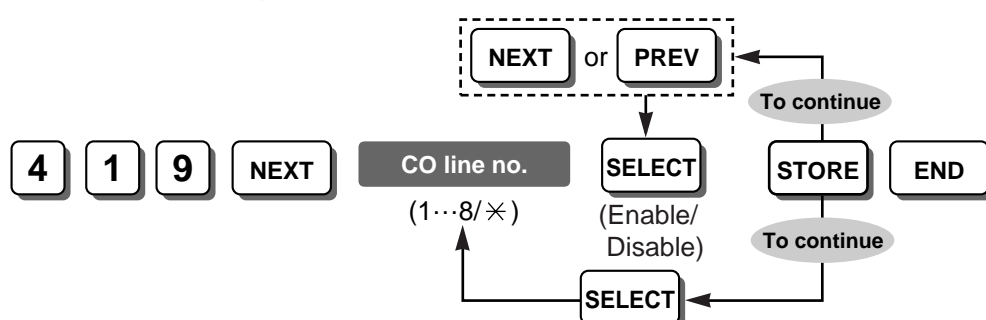 NEXT or PREV
To continue
4 1 9 NEXT CO line no. SELECT STORE END
(1···8/✳) (Enable/
Disable)
To continue
SELECT